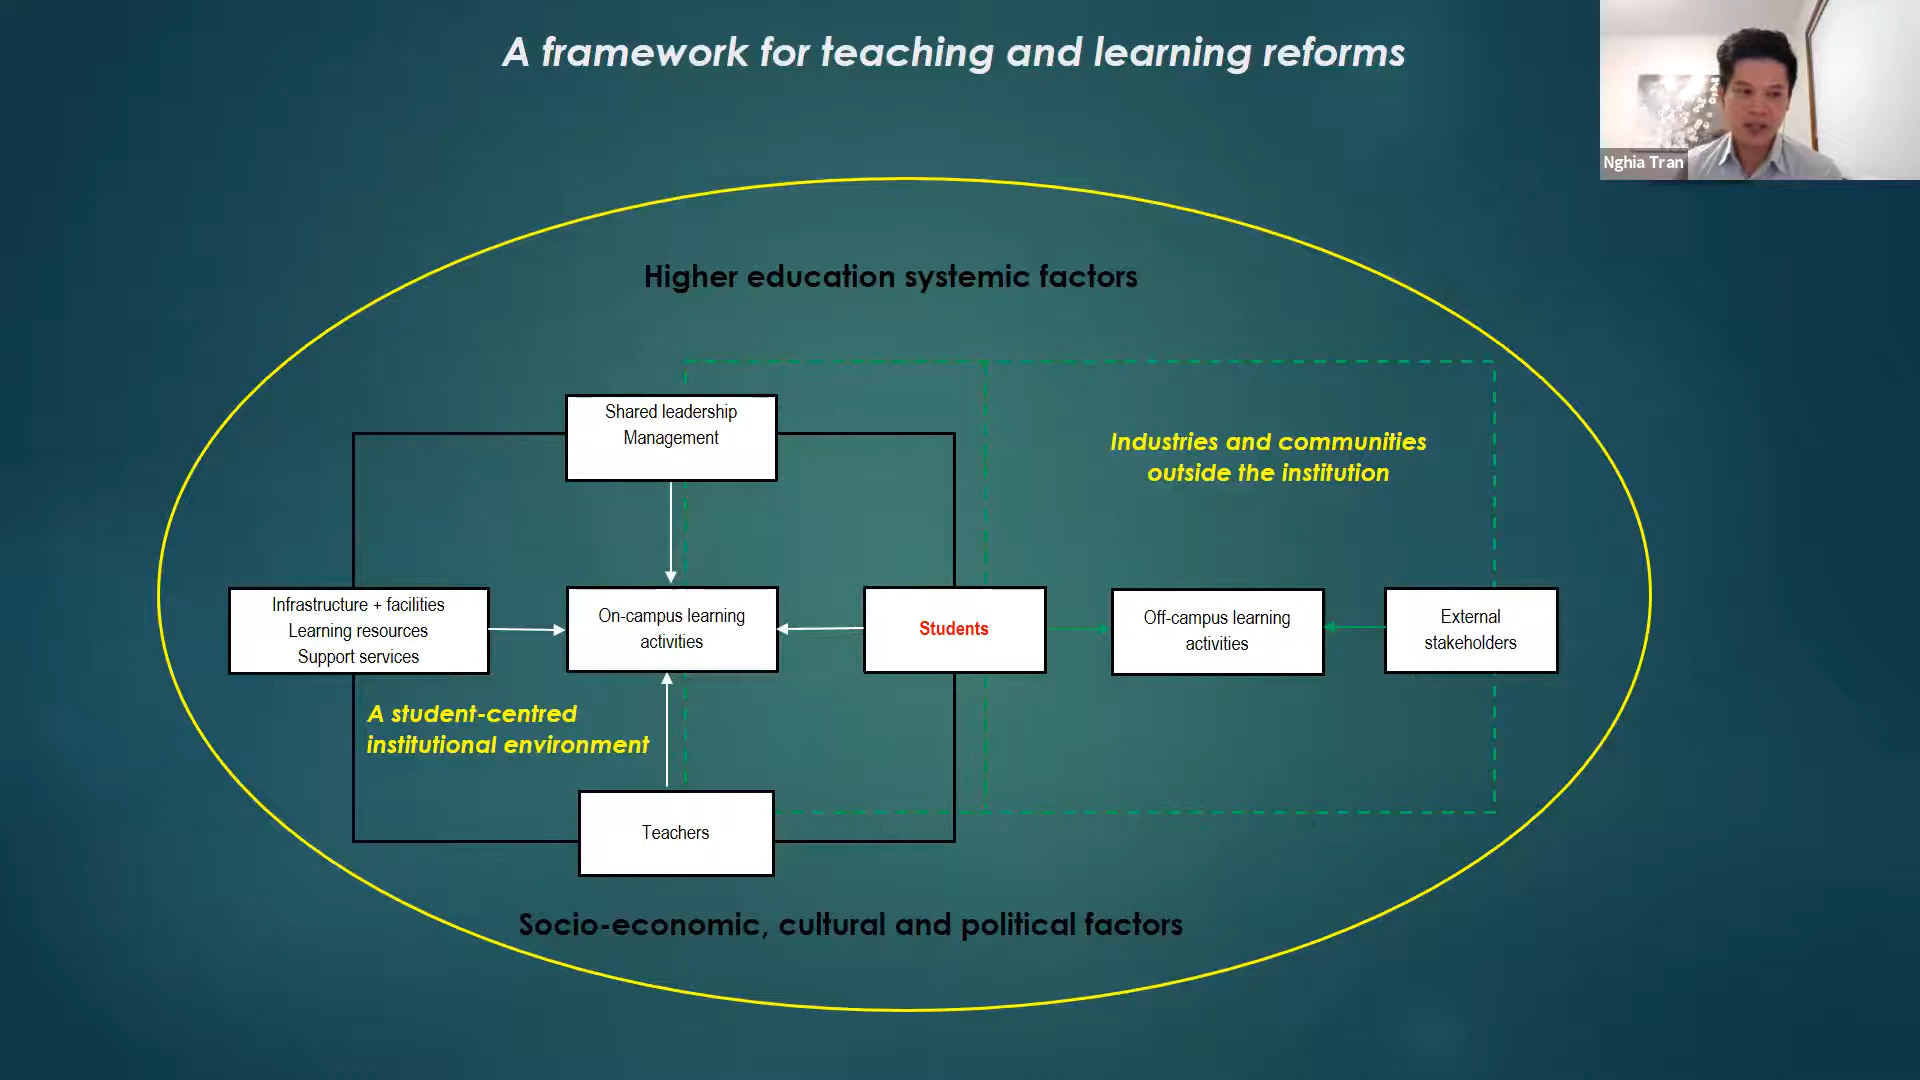 A framework for teaching and learning reforms
Nghia Tran
Higher education systemic factors
Shared leadership
Management
Industries and communities
outside the institution
Infrastructure + facilities
Learning resources
Support services
On-campus learning
activities
Students
Off-campus learning
activities
External
stakeholders
A student-centred
institutional environment
Teachers
Socio-economic, cultural and political factors